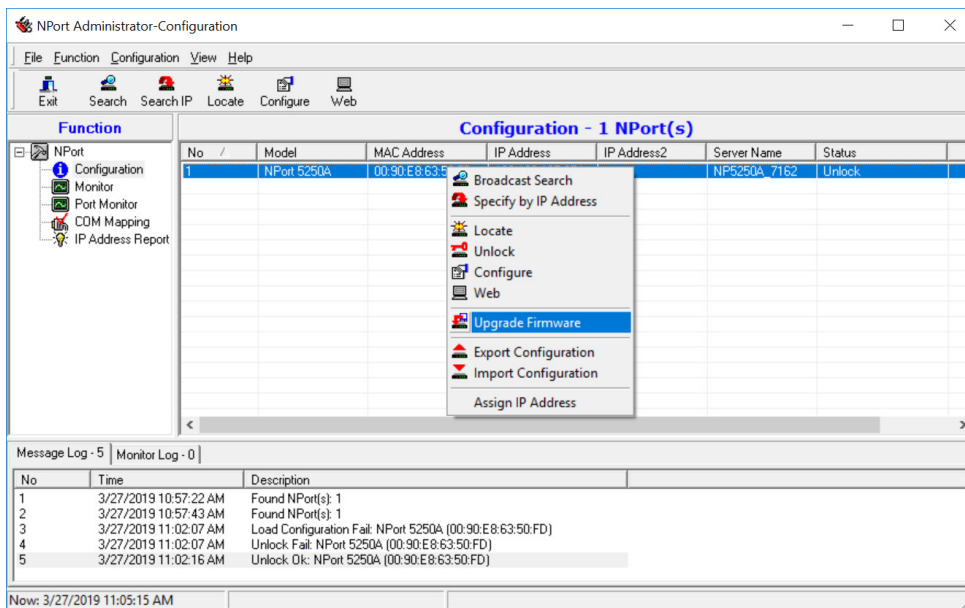 NPort Administrator-Configuration
File Function Configuration View Help
Exit Search Search IP Locate Configure Web
Function
Configuration - 1 NPort(s)
NPort
Configuration
Monitor
Port Monitor
COM Mapping
IP Address Report
No Model MAC Address IP Address IP Address2 Server Name Status
1 NPort 5250A 00:90:E8:63:5 NP5250A_7162 Unlock
Broadcast Search
Specify by IP Address
Locate
Unlock
Configure
Web
Upgrade Firmware
Export Configuration
Import Configuration
Assign IP Address
Message Log - 5 Monitor Log - 0
No Time Description
1 3/27/2019 10:57:22 AM Found NPort(s): 1
2 3/27/2019 10:57:43 AM Found NPort(s): 1
3 3/27/2019 11:02:07 AM Load Configuration Fail: NPort 5250A (00:90:E8:63:50:FD)
4 3/27/2019 11:02:07 AM Unlock Fail: NPort 5250A (00:90:E8:63:50:FD)
5 3/27/2019 11:02:16 AM Unlock Ok: NPort 5250A (00:90:E8:63:50:FD)
Now: 3/27/2019 11:05:15 AM